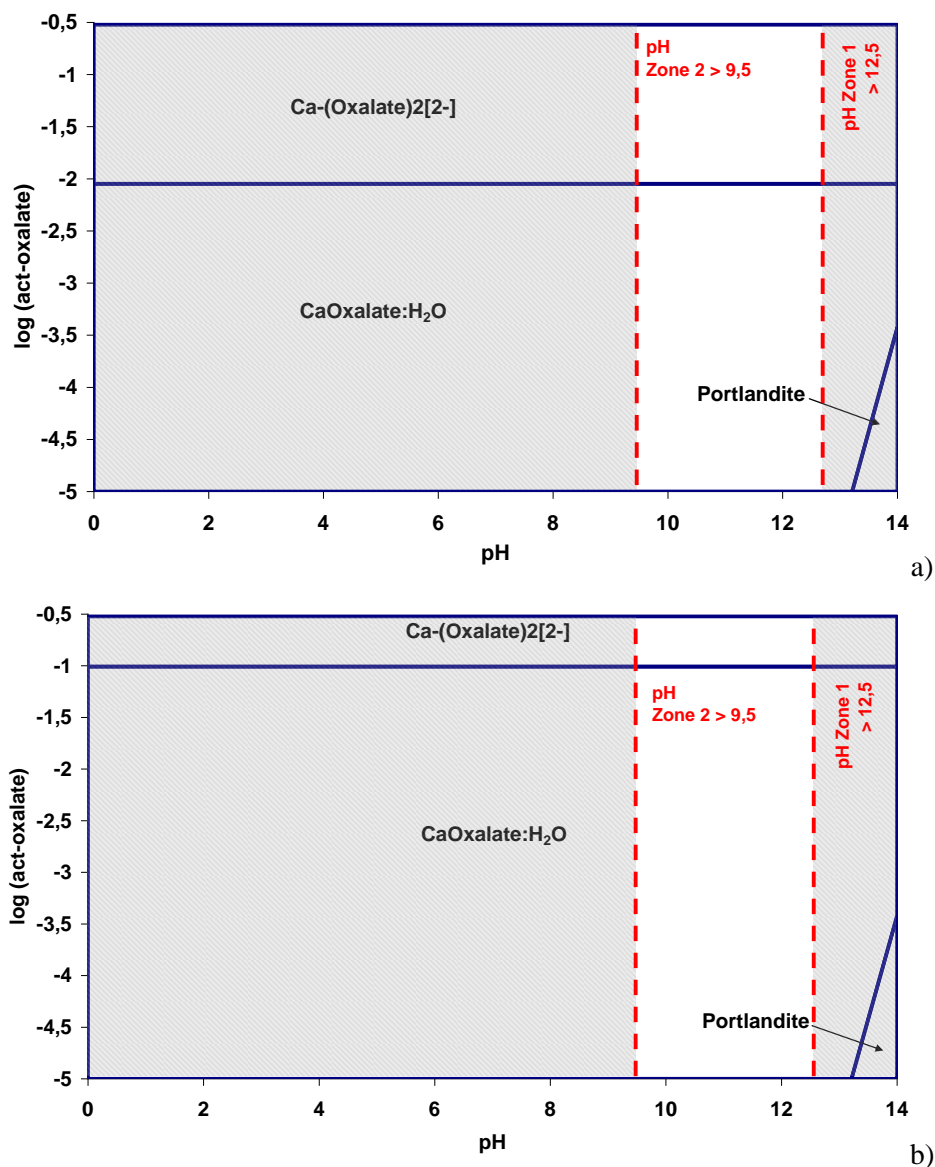 -0,5
-1
-1,5
-2
-2,5
-3
-3,5
-4
-4,5
-5
log (act-oxalate)
pH
Zone 2 > 9,5
pH Zone 1
> 12,5
Ca-(Oxalate)2[2-]
CaOxalate:H₂O
Portlandite
0 2 4 6 8 10 12 14
pH
a)
-0,5
-1
-1,5
-2
-2,5
-3
-3,5
-4
-4,5
-5
log (act-oxalate)
Ca-(Oxalate)2[2-]
pH
Zone 2 > 9,5
pH Zone 1
> 12,5
CaOxalate:H₂O
Portlandite
0 2 4 6 8 10 12 14
pH
b)